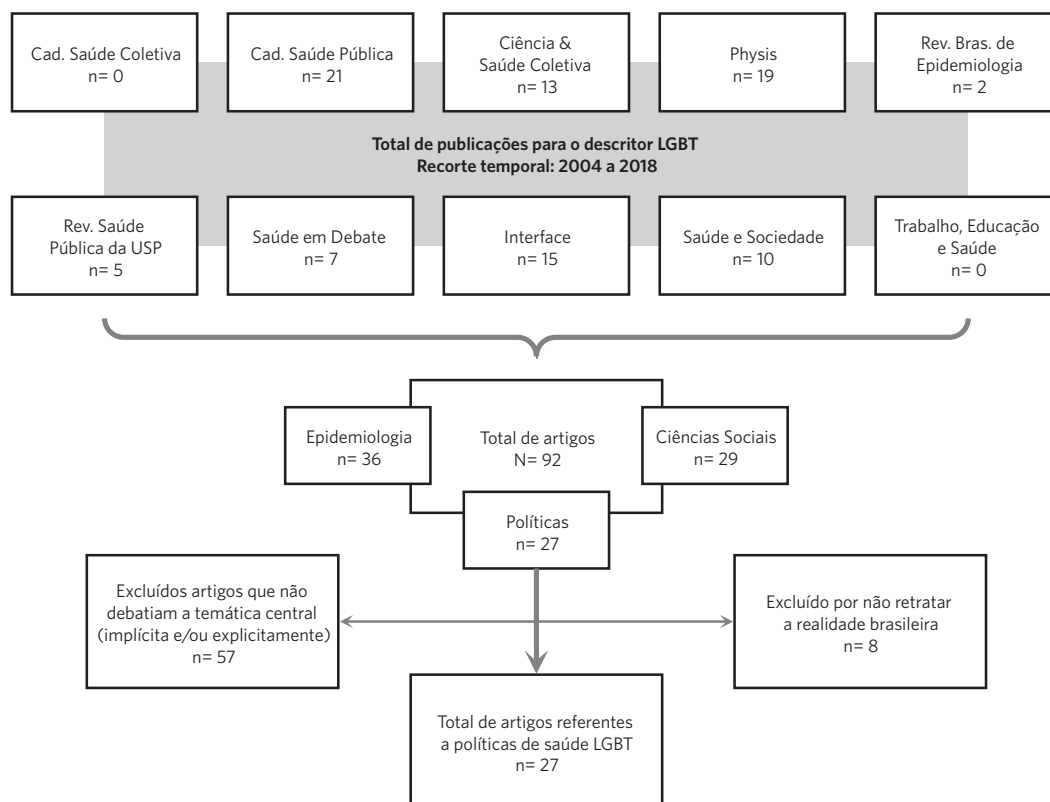 Cad. Saúde Coletiva
n= 0
Cad. Saúde Pública
n= 21
Ciência &
Saúde Coletiva
n= 13
Physis
n= 19
Rev. Bras. de
Epidemiologia
n= 2
Total de publicações para o descritor LGBT
Recorte temporal: 2004 a 2018
Rev. Saúde
Pública da USP
n= 5
Saúde em Debate
n= 7
Interface
n= 15
Saúde e Sociedade
n= 10
Trabalho, Educação
e Saúde
n= 0
Epidemiologia
n= 36
Total de artigos
N= 92
Ciências Sociais
n= 29
Políticas
n= 27
Excluídos artigos que não
debatiam a temática central
(implícita e/ou explicitamente)
n= 57
Excluído por não retratar
a realidade brasileira
n= 8
Total de artigos referentes
a políticas de saúde LGBT
n= 27